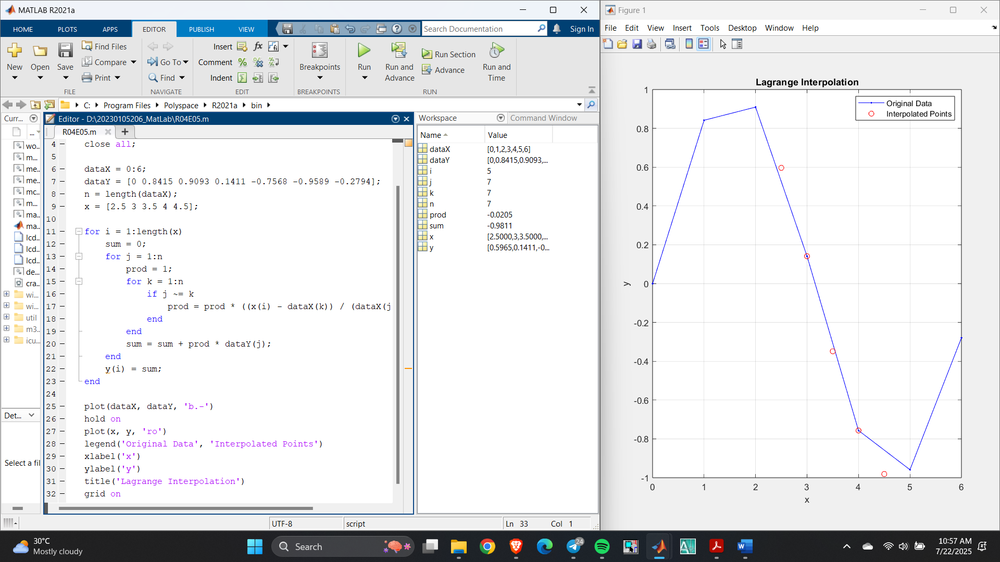 MATLAB R2021a
HOME PLOTS APPS EDITOR PUBLISH VIEW
Search Documentation
Sign In
New
Open
Save
Find Files
Compare
Print
FILE
Go To
Find
NAVIGATE
Insert
Comment
Indent
EDIT
Breakpoints
BREAKPOINTS
Run
Run and Advance
Run Section
Advance
Run and Time
RUN
C: Program Files Polyspace R2021a bin
Curr...
...
wo...
m...
me...
me...
mc...
m...
ma...
ma...
lcd...
lcd...
lcd...
de...
cra...
wi...
wi...
util
m3...
icu...
Det...
Select a fil
Editor - D:\20230105206_MatLab\R04E05.m
R04E05.m
4 close all;
5
6 dataX = 0:6;
7 dataY = [0 0.8415 0.9093 0.1411 -0.7568 -0.9589 -0.2794];
8 n = length(dataX);
9 x = [2.5 3 3.5 4 4.5];
10
11 for i = 1:length(x)
12 sum = 0;
13 for j = 1:n
14 prod = 1;
15 for k = 1:n
16 if j ~= k
17 prod = prod * ((x(i) - dataX(k)) / (dataX(j
18 end
19 end
20 sum = sum + prod * dataY(j);
21 end
22 y(i) = sum;
23 end
24
25 plot(dataX, dataY, 'b.-')
26 hold on
27 plot(x, y, 'ro')
28 legend('Original Data', 'Interpolated Points')
29 xlabel('x')
30 ylabel('y')
31 title('Lagrange Interpolation')
32 grid on
Workspace
Command Window
Name Value
dataX [0,1,2,3,4,5,6]
dataY [0,0.8415,0.9093,...
i 5
j 7
k 7
n 7
prod -0.0205
sum -0.9811
x [2.5000,3,3.5000,...
y [0.5965,0.1411,-0...
UTF-8
script
Ln 33 Col 1
Figure 1
File Edit View Insert Tools Desktop Window Help
Lagrange Interpolation
Original Data
Interpolated Points
1
0.8
0.6
0.4
0.2
0
-0.2
-0.4
-0.6
-0.8
-1
y
0 1 2 3 4 5 6
x
30°C
Mostly cloudy
Search
24
10:57 AM
7/22/2025